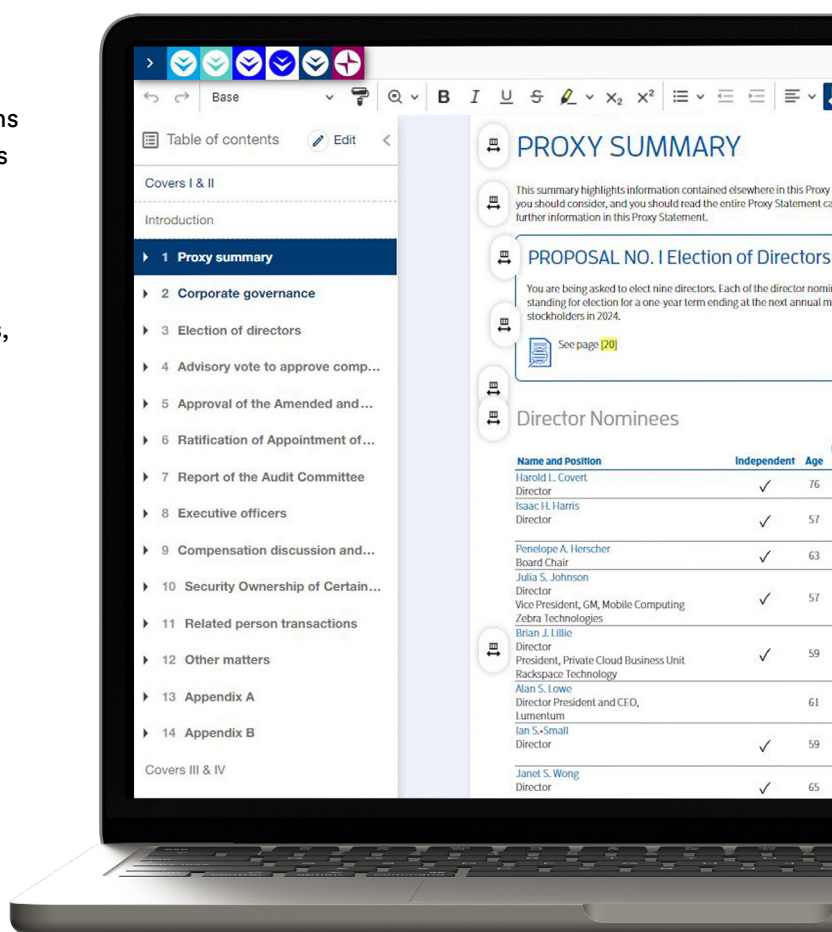 ns
s
s,
Base
B I U S X₂ X²
Table of contents
Edit
Covers I & II
Introduction
1 Proxy summary
2 Corporate governance
3 Election of directors
4 Advisory vote to approve comp...
5 Approval of the Amended and...
6 Ratification of Appointment of...
7 Report of the Audit Committee
8 Executive officers
9 Compensation discussion and...
10 Security Ownership of Certain...
11 Related person transactions
12 Other matters
13 Appendix A
14 Appendix B
Covers III & IV
PROXY SUMMARY
This summary highlights information contained elsewhere in this Proxy
you should consider, and you should read the entire Proxy Statement ca
further information in this Proxy Statement.
PROPOSAL NO. I Election of Directors
You are being asked to elect nine directors. Each of the director nomi
standing for election for a one-year term ending at the next annual m
stockholders in 2024.
See page [20]
Director Nominees
Name and Position Independent Age
Harold L. Covert
Director ✓ 76
Isaac H. Harris
Director ✓ 57
Penelope A. Herscher
Board Chair ✓ 63
Julia S. Johnson
Director
Vice President, GM, Mobile Computing ✓ 57
Zebra Technologies
Brian J. Lillie
Director
President, Private Cloud Business Unit ✓ 59
Rackspace Technology
Alan S. Lowe
Director President and CEO, 61
Lumentum
Ian S.•Small
Director ✓ 59
Janet S. Wong
Director ✓ 65